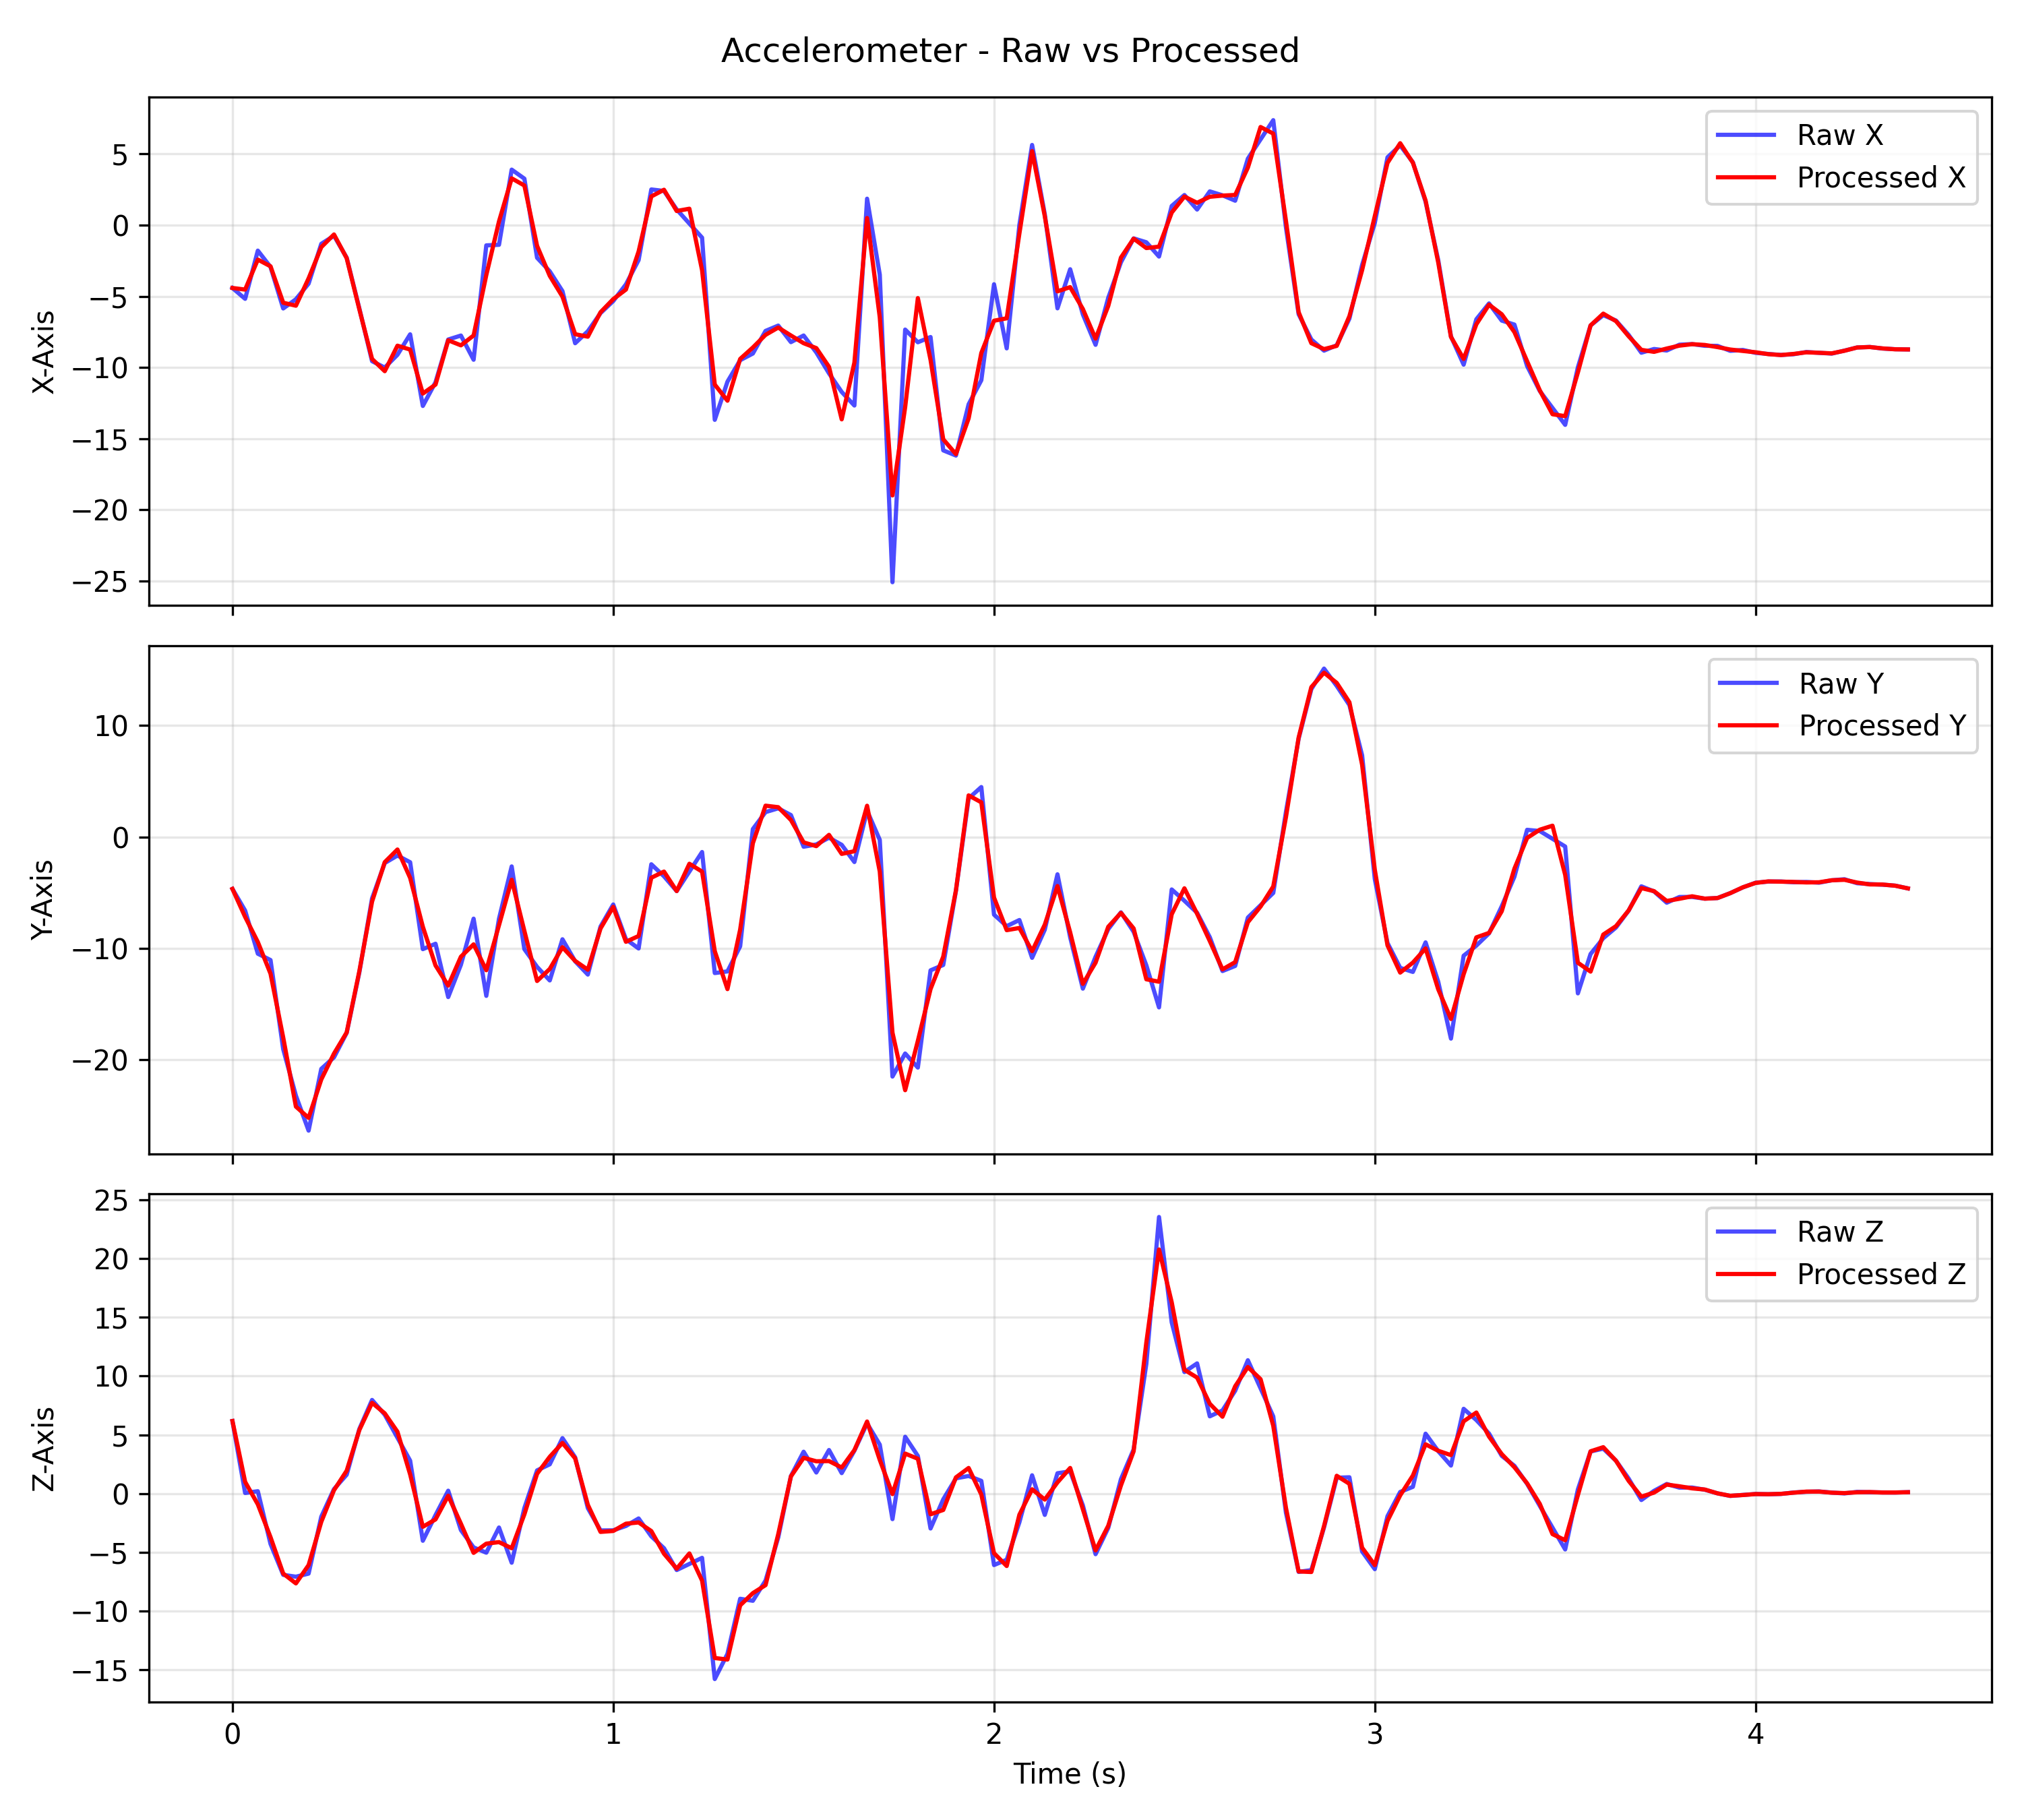 Accelerometer - Raw vs Processed
X-Axis
5
0
−5
−10
−15
−20
−25
Raw X
Processed X
Y-Axis
10
0
−10
−20
Raw Y
Processed Y
Z-Axis
25
20
15
10
5
0
−5
−10
−15
Raw Z
Processed Z
0 1 2 3 4
Time (s)